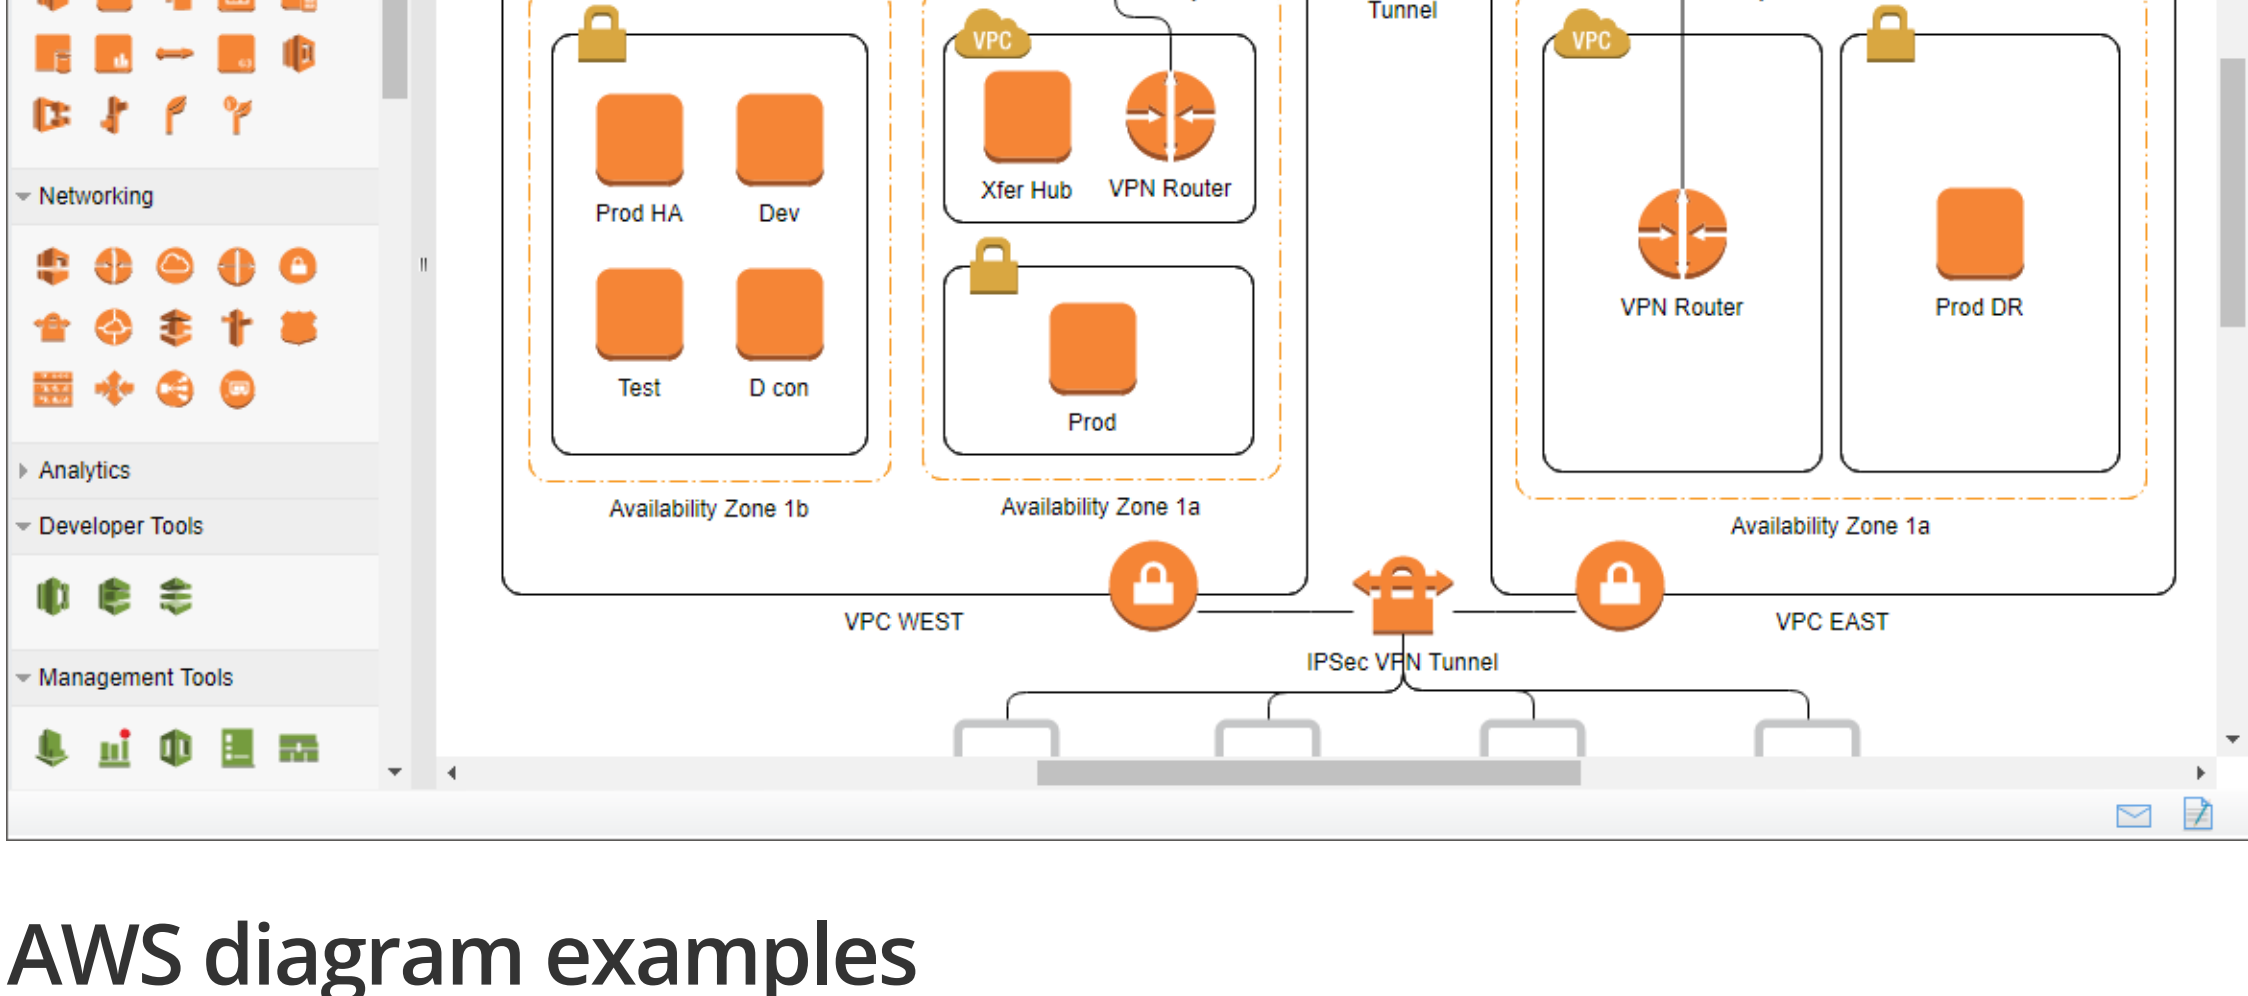 Networking
Analytics
Developer Tools
Management Tools
Tunnel
VPC
VPC
Prod HA
Dev
Xfer Hub
VPN Router
Test
D con
Prod
VPN Router
Prod DR
Availability Zone 1b
Availability Zone 1a
Availability Zone 1a
VPC WEST
VPC EAST
IPSec VPN Tunnel
AWS diagram examples